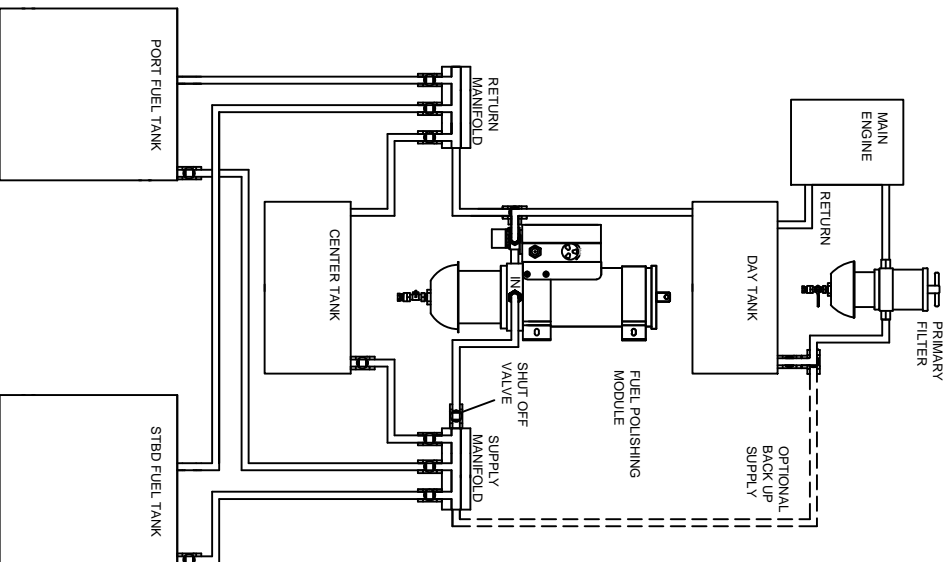 MAIN
ENGINE
RETURN
PRIMARY
FILTER
DAY TANK
OPTIONAL
BACK UP
SUPPLY
FUEL POLISHING
MODULE
IN
SHUT OFF
VALVE
RETURN
MANIFOLD
SUPPLY
MANIFOLD
CENTER TANK
PORT FUEL TANK
STBD FUEL TANK